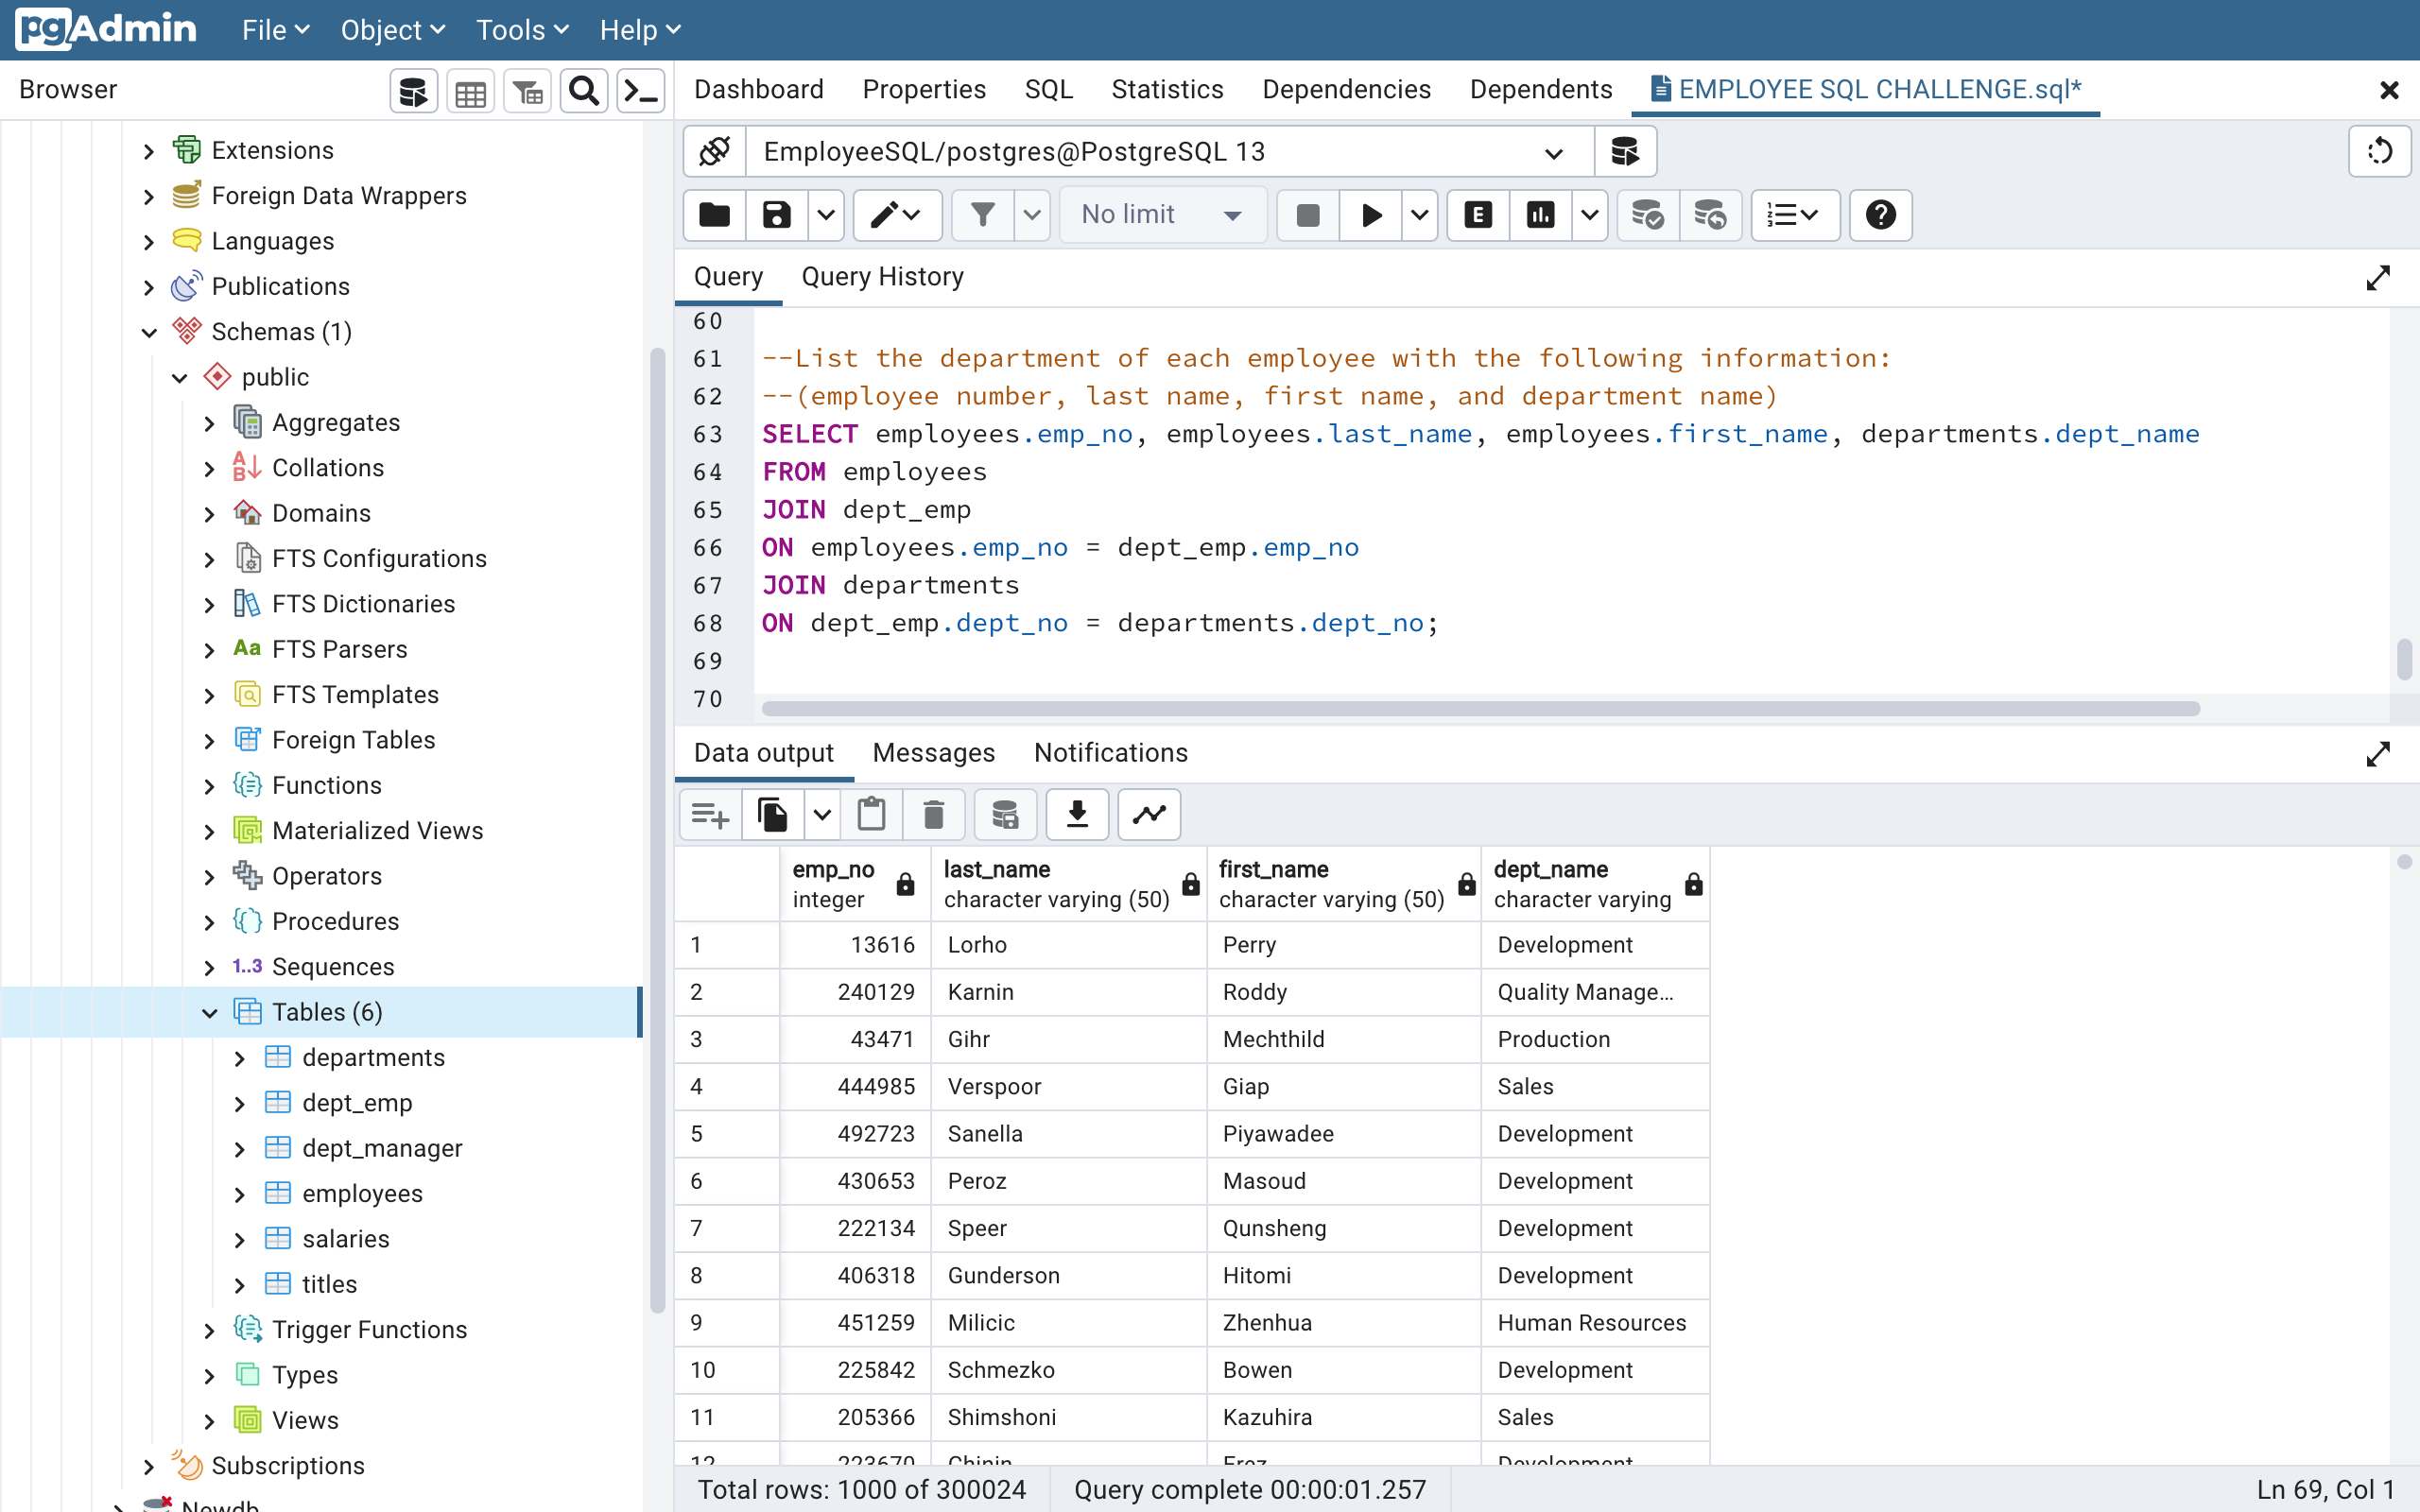 pgAdmin File Object Tools Help
Browser
Dashboard Properties SQL Statistics Dependencies Dependents EMPLOYEE SQL CHALLENGE.sql*
Extensions
Foreign Data Wrappers
Languages
Publications
Schemas (1)
public
Aggregates
Collations
Domains
FTS Configurations
FTS Dictionaries
Aa FTS Parsers
FTS Templates
Foreign Tables
Functions
Materialized Views
Operators
Procedures
1..3 Sequences
Tables (6)
departments
dept_emp
dept_manager
employees
salaries
titles
Trigger Functions
Types
Views
Subscriptions
Newdb
EmployeeSQL/postgres@PostgreSQL 13
No limit
Query Query History
60
61 --List the department of each employee with the following information:
62 --(employee number, last name, first name, and department name)
63 SELECT employees.emp_no, employees.last_name, employees.first_name, departments.dept_name
64 FROM employees
65 JOIN dept_emp
66 ON employees.emp_no = dept_emp.emp_no
67 JOIN departments
68 ON dept_emp.dept_no = departments.dept_no;
69
70
Data output Messages Notifications
emp_no last_name first_name dept_name
integer character varying (50) character varying (50) character varying
1 13616 Lorho Perry Development
2 240129 Karnin Roddy Quality Manage...
3 43471 Gihr Mechthild Production
4 444985 Verspoor Giap Sales
5 492723 Sanella Piyawadee Development
6 430653 Peroz Masoud Development
7 222134 Speer Qunsheng Development
8 406318 Gunderson Hitomi Development
9 451259 Milicic Zhenhua Human Resources
10 225842 Schmezko Bowen Development
11 205366 Shimshoni Kazuhira Sales
12 223670 Chinin Erez Development
Total rows: 1000 of 300024 Query complete 00:00:01.257 Ln 69, Col 1